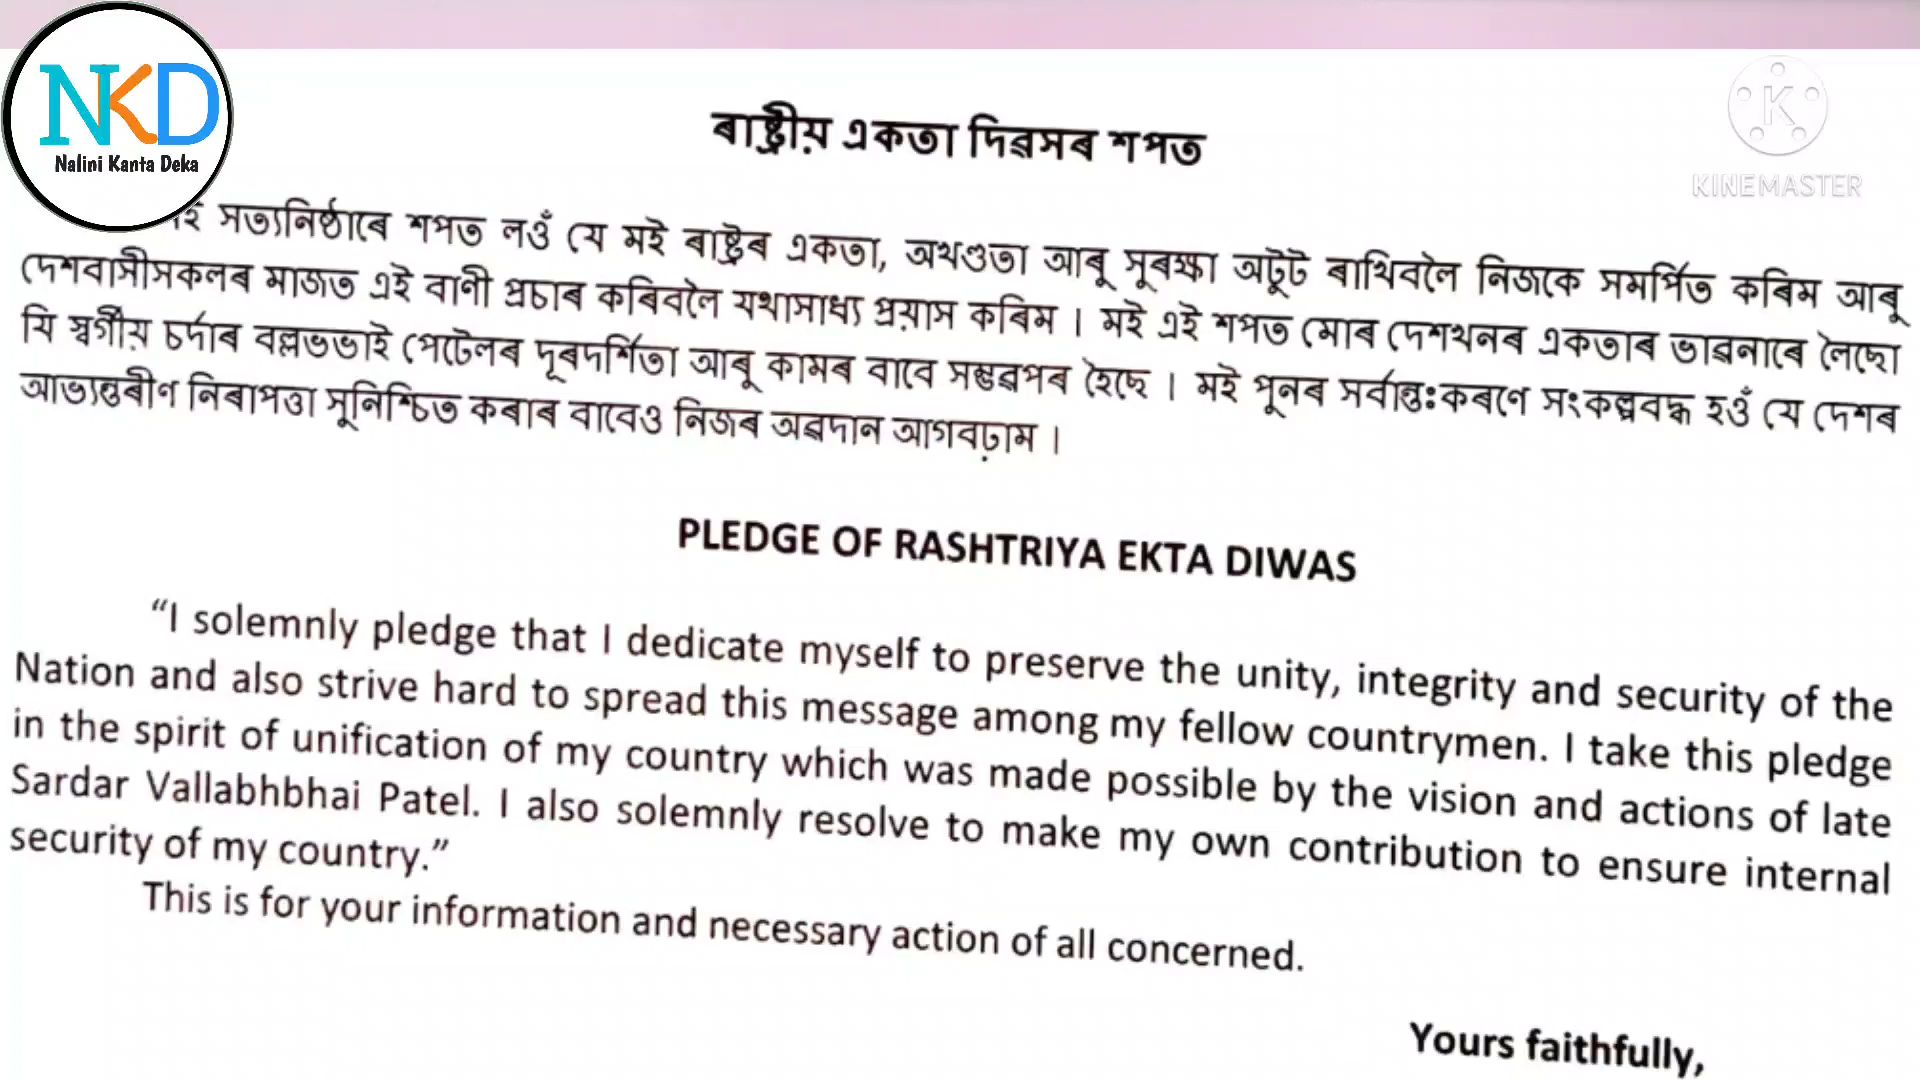 NKD
Nalini Kanta Deka
KINEMASTER
ৰাষ্ট্ৰীয় একতা দিৱসৰ শপত
সত্যনিষ্ঠাৰে শপত লওঁ যে মই ৰাষ্ট্ৰৰ একতা, অখণ্ডতা আৰু সুৰক্ষা অটুট ৰাখিবলৈ নিজকে সমৰ্পিত কৰিম আৰু
দেশবাসীসকলৰ মাজত এই বাণী প্ৰচাৰ কৰিবলৈ যথাসাধ্য প্ৰয়াস কৰিম । মই এই শপত মোৰ দেশখনৰ একতাৰ ভাৱনাৰে লৈছো
যি স্বৰ্গীয় চৰ্দাৰ বল্লভভাই পেটেলৰ দূৰদৰ্শিতা আৰু কামৰ বাবে সম্ভৱপৰ হৈছে । মই পুনৰ সৰ্বান্তঃকৰণে সংকল্পবদ্ধ হওঁ যে দেশৰ
আভ্যন্তৰীণ নিৰাপত্তা সুনিশ্চিত কৰাৰ বাবেও নিজৰ অৱদান আগবঢ়াম ।
PLEDGE OF RASHTRIYA EKTA DIWAS
“I solemnly pledge that I dedicate myself to preserve the unity, integrity and security of the
Nation and also strive hard to spread this message among my fellow countrymen. I take this pledge
in the spirit of unification of my country which was made possible by the vision and actions of late
Sardar Vallabhbhai Patel. I also solemnly resolve to make my own contribution to ensure internal
security of my country.”
This is for your information and necessary action of all concerned.
Yours faithfully,